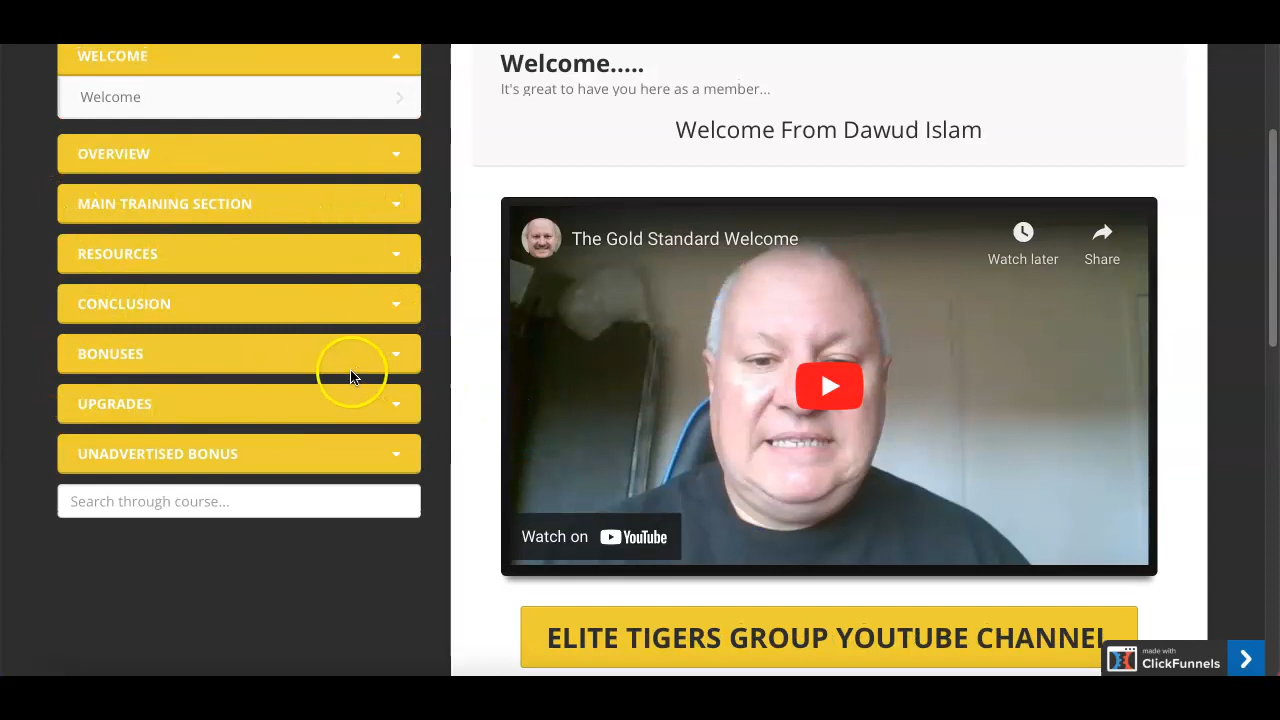 WELCOME
Welcome
OVERVIEW
MAIN TRAINING SECTION
RESOURCES
CONCLUSION
BONUSES
UPGRADES
UNADVERTISED BONUS
Search through course...
Welcome.....
It's great to have you here as a member...
Welcome From Dawud Islam
The Gold Standard Welcome
Watch later
Share
Watch on YouTube
ELITE TIGERS GROUP YOUTUBE CHANNEL
made with
ClickFunnels